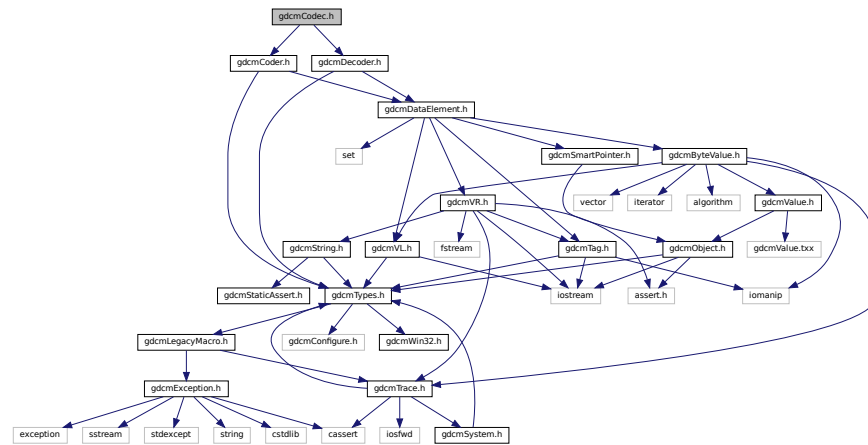 gdcmCodec.h
gdcmCoder.h
gdcmDecoder.h
gdcmDataElement.h
set
gdcmSmartPointer.h
gdcmByteValue.h
gdcmVR.h
vector
iterator
algorithm
gdcmValue.h
gdcmString.h
gdcmVL.h
fstream
gdcmTag.h
gdcmObject.h
gdcmValue.txx
gdcmStaticAssert.h
gdcmTypes.h
iostream
assert.h
iomanip
gdcmLegacyMacro.h
gdcmConfigure.h
gdcmWin32.h
gdcmException.h
gdcmTrace.h
exception
sstream
stdexcept
string
cstdlib
cassert
iosfwd
gdcmSystem.h